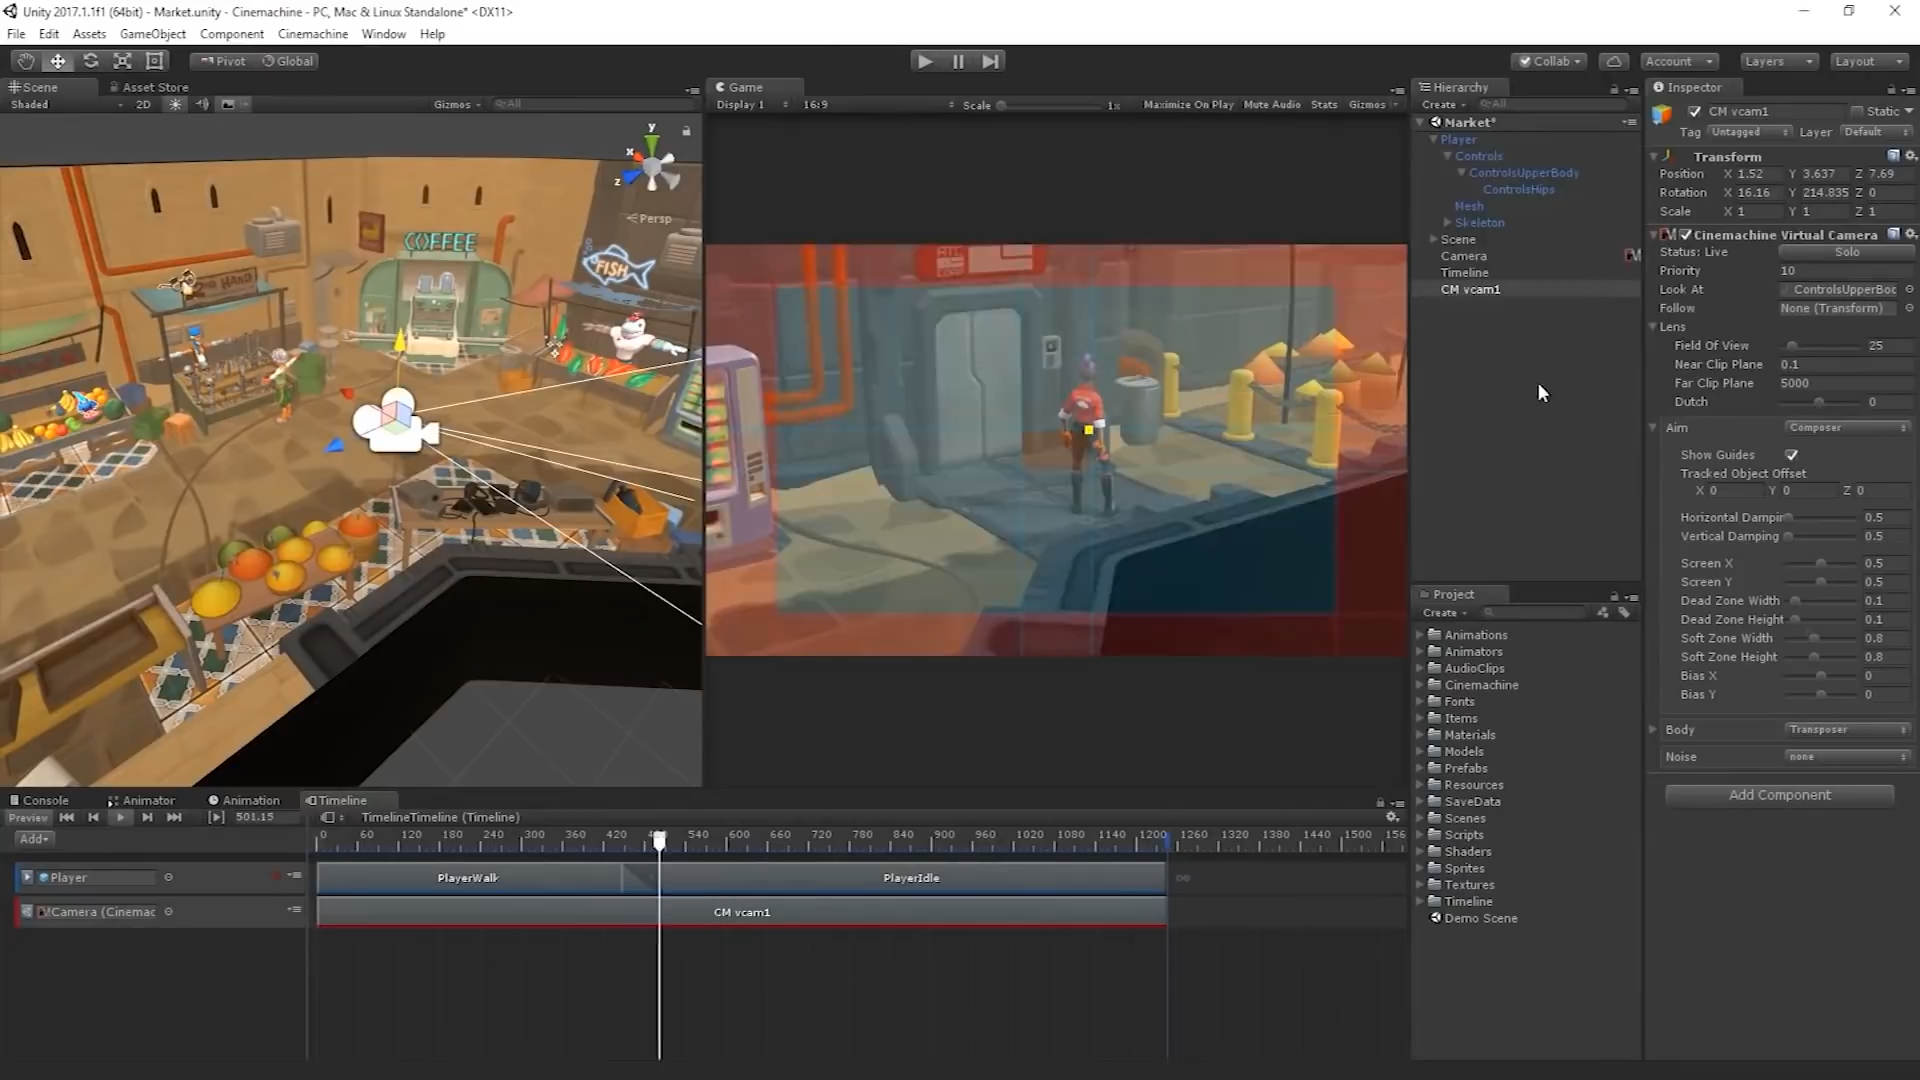 Unity 2017.1.1f1 (64bit) - Market.unity - Cinemachine - PC, Mac & Linux Standalone* <DX11>
File Edit Assets GameObject Component Cinemachine Window Help
Pivot Global Collab Account Layers Layout
Scene Asset Store
Shaded 2D Gizmos All
y
x
z
Persp
COFFEE
FISH
HAND
Game
Display 1 16:9 Scale 1x Maximize On Play Mute Audio Stats Gizmos
Hierarchy
Create All
Market*
Player
Controls
ControlsUpperBody
ControlsHips
Mesh
Skeleton
Scene
Camera
Timeline
CM vcam1
Project
Create
Animations
Animators
AudioClips
Cinemachine
Fonts
Items
Materials
Models
Prefabs
Resources
SaveData
Scenes
Scripts
Shaders
Sprites
Textures
Timeline
Demo Scene
Inspector
CM vcam1 Static
Tag Untagged Layer Default
Transform
Position X 1.52 Y 3.637 Z 7.69
Rotation X 16.16 Y 214.835 Z 0
Scale X 1 Y 1 Z 1
Cinemachine Virtual Camera
Status: Live Solo
Priority 10
Look At ControlsUpperBoc
Follow None (Transform)
Lens
Field Of View 25
Near Clip Plane 0.1
Far Clip Plane 5000
Dutch 0
Aim Composer
Show Guides
Tracked Object Offset
X 0 Y 0 Z 0
Horizontal Dampin 0.5
Vertical Damping 0.5
Screen X 0.5
Screen Y 0.5
Dead Zone Width 0.1
Dead Zone Height 0.1
Soft Zone Width 0.8
Soft Zone Height 0.8
Bias X 0
Bias Y 0
Body Transposer
Noise none
Add Component
Console Animator Animation Timeline
Preview 501.15 TimelineTimeline (Timeline)
Add
0 60 120 180 240 300 360 420 540 600 660 720 780 840 900 960 1020 1080 1140 1200 1260 1320 1380 1440 1500 156
Player PlayerWalk PlayerIdle
Camera (Cinemac CM vcam1